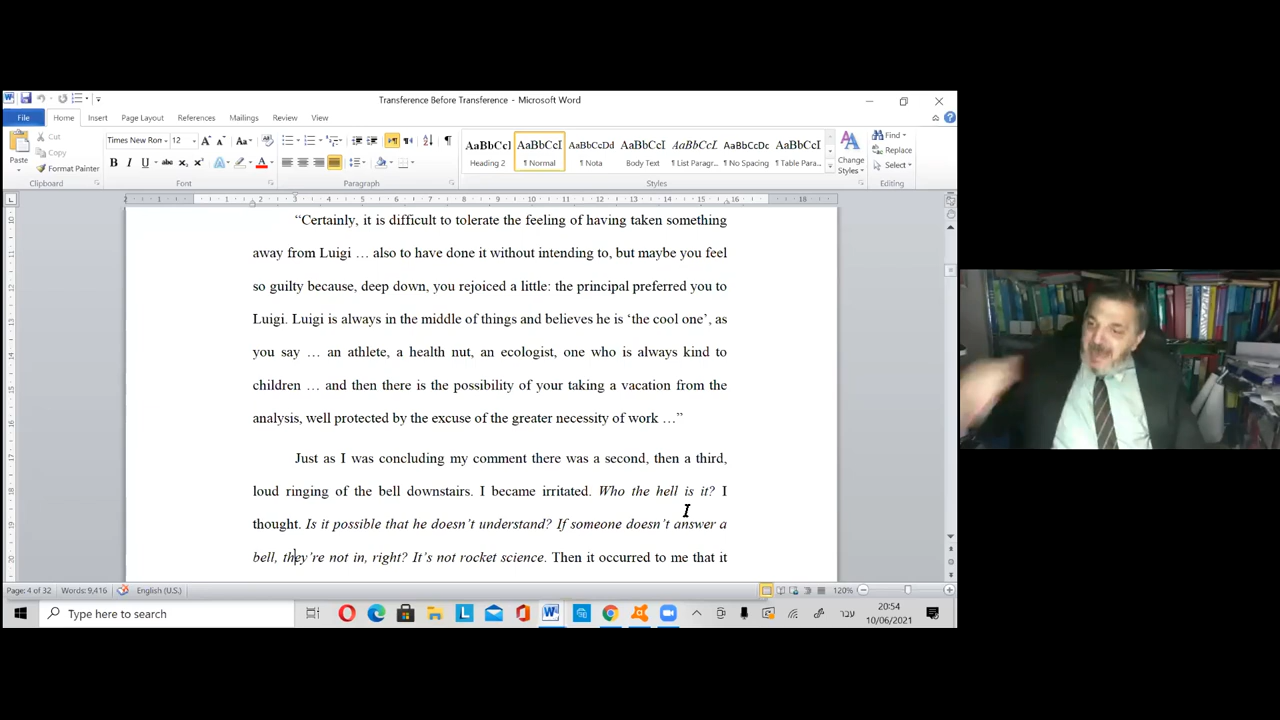 Transference Before Transference - Microsoft Word
File Home Insert Page Layout References Mailings Review View
Cut
Copy
Format Painter
Paste
Clipboard
Times New Rom 12
Font
Paragraph
AaBbCcI AaBbCcI AaBbCcDd AaBbCcI AaBbCcI AaBbCcDc AaBbCcI
Heading 2 ¶ Normal ¶ Nota Body Text ¶ List Paragr... ¶ No Spacing ¶ Table Para...
Change Styles
Styles
Find
Replace
Select
Editing
“Certainly, it is difficult to tolerate the feeling of having taken something
away from Luigi … also to have done it without intending to, but maybe you feel
so guilty because, deep down, you rejoiced a little: the principal preferred you to
Luigi. Luigi is always in the middle of things and believes he is ‘the cool one’, as
you say … an athlete, a health nut, an ecologist, one who is always kind to
children … and then there is the possibility of your taking a vacation from the
analysis, well protected by the excuse of the greater necessity of work …”
Just as I was concluding my comment there was a second, then a third,
loud ringing of the bell downstairs. I became irritated. Who the hell is it? I
thought. Is it possible that he doesn’t understand? If someone doesn’t answer a
bell, they’re not in, right? It’s not rocket science. Then it occurred to me that it
Page: 4 of 32 Words: 9,416 English (U.S.) 120%
Type here to search
עבר
20:54
10/06/2021